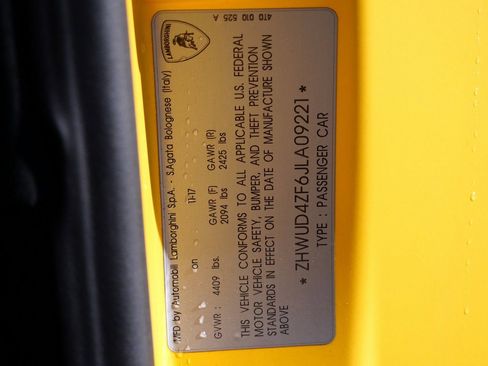 LAMBORGHINI
4T0 010 525 A
MFD by Automobili Lamborghini S.p.A. - S.Agata Bolognese (Italy)
on 11-17
GVWR : 4409 lbs. GAWR (F) 2094 lbs GAWR (R) 2425 lbs
THIS VEHICLE CONFORMS TO ALL APPLICABLE U.S. FEDERAL
MOTOR VEHICLE SAFETY, BUMPER, AND THEFT PREVENTION
STANDARDS IN EFFECT ON THE DATE OF MANUFACTURE SHOWN
ABOVE
* ZHWUD4ZF6JLA09221 *
TYPE : PASSENGER CAR